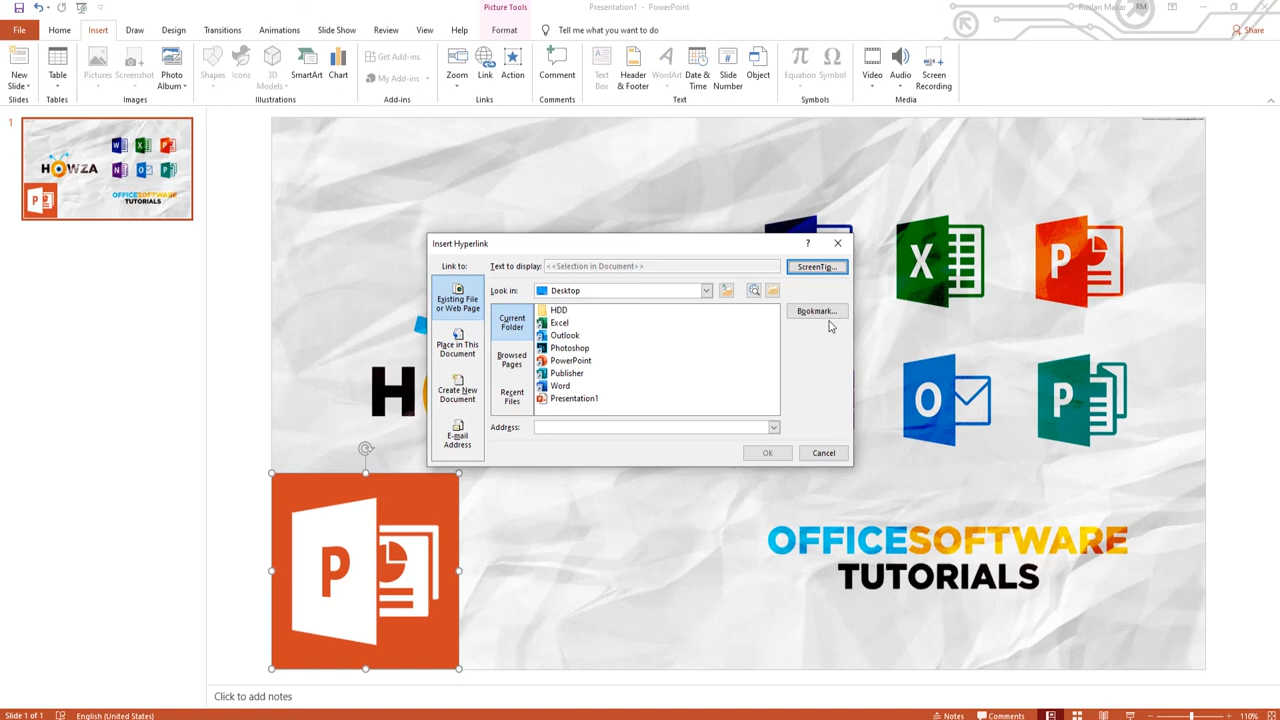 Picture Tools
Presentation1 - PowerPoint
Ruslan Makar
RM
File
Home
Insert
Draw
Design
Transitions
Animations
Slide Show
Review
View
Help
Format
Tell me what you want to do
Share
New Slide
Table
Pictures
Screenshot
Photo Album
Shapes
Icons
3D Models
SmartArt
Chart
Get Add-ins
My Add-ins
Zoom
Link
Action
Comment
Text Box
Header & Footer
WordArt
Date & Time
Slide Number
Object
Equation
Symbol
Video
Audio
Screen Recording
Slides
Tables
Images
Illustrations
Add-ins
Links
Comments
Text
Symbols
Media
1
W X P
HOWZA
N O P
P
OFFICESOFTWARE
TUTORIALS
X
P
H
O
P
P
OFFICESOFTWARE
TUTORIALS
Insert Hyperlink
?
Link to:
Text to display:
<<Selection in Document>>
ScreenTip...
Existing File or Web Page
Look in:
Desktop
Bookmark...
Place in This Document
Current Folder
Browsed Pages
Recent Files
HDD
Excel
Outlook
Photoshop
PowerPoint
Publisher
Word
Presentation1
Create New Document
E-mail Address
Address:
OK
Cancel
Click to add notes
Slide 1 of 1
English (United States)
Notes
Comments
110%